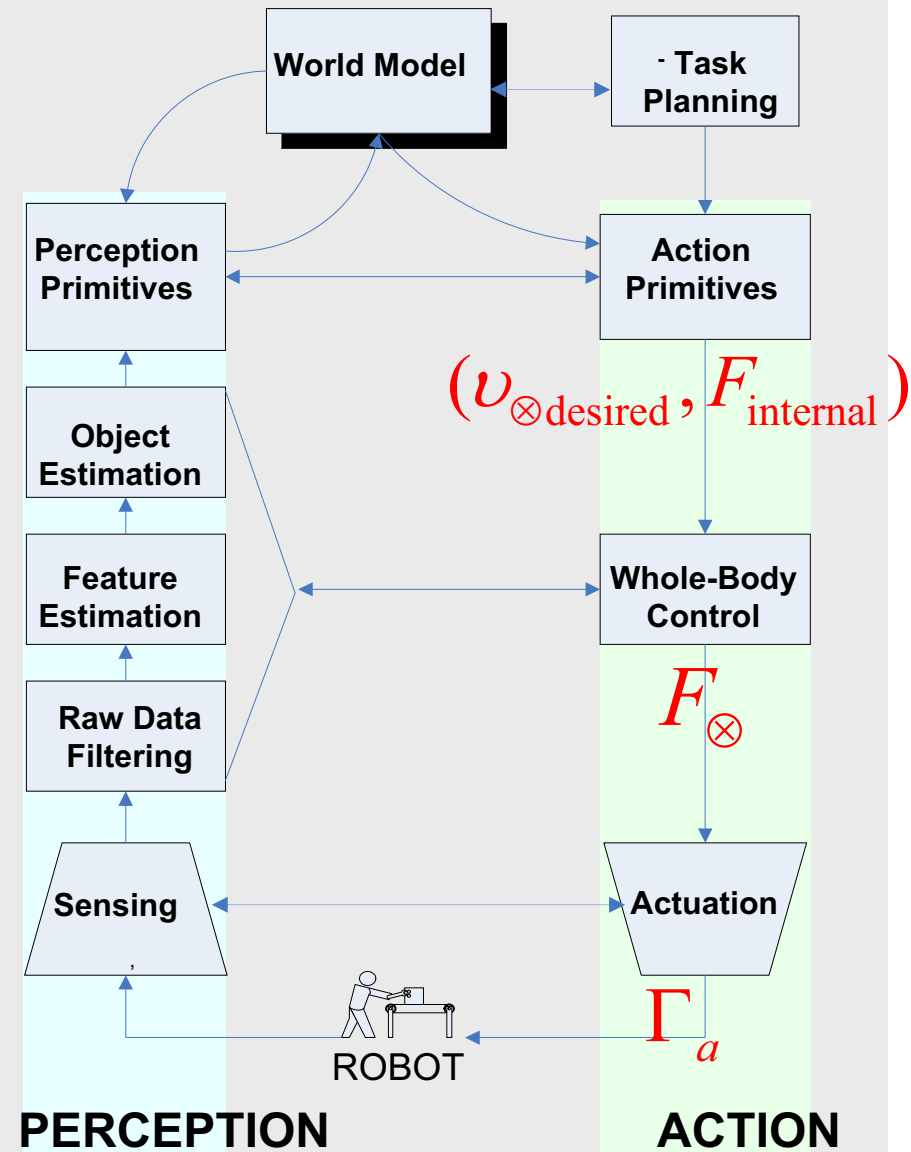 World Model
- Task
Planning
Perception
Primitives
Action
Primitives
(υ⊗desired, Finternal)
Object
Estimation
Feature
Estimation
Whole-Body
Control
F⊗
Raw Data
Filtering
Sensing
,
Actuation
Γa
ROBOT
PERCEPTION
ACTION